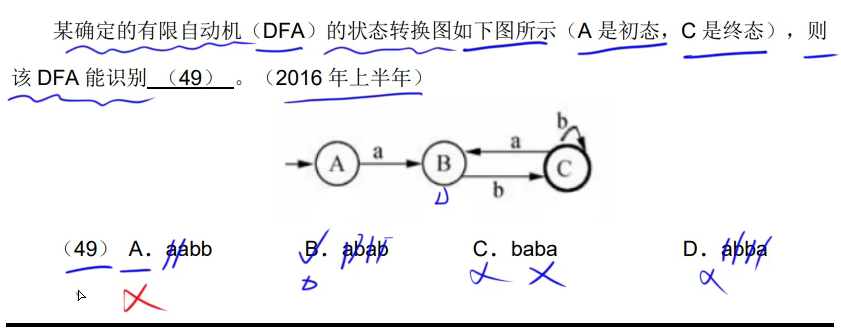 某确定的有限自动机（DFA）的状态转换图如下图所示（A 是初态，C 是终态），则
该 DFA 能识别 （49） 。（2016 年上半年）
b
a
a
A
B
C
b
（49） A．aabb B．abab C．baba D．abba